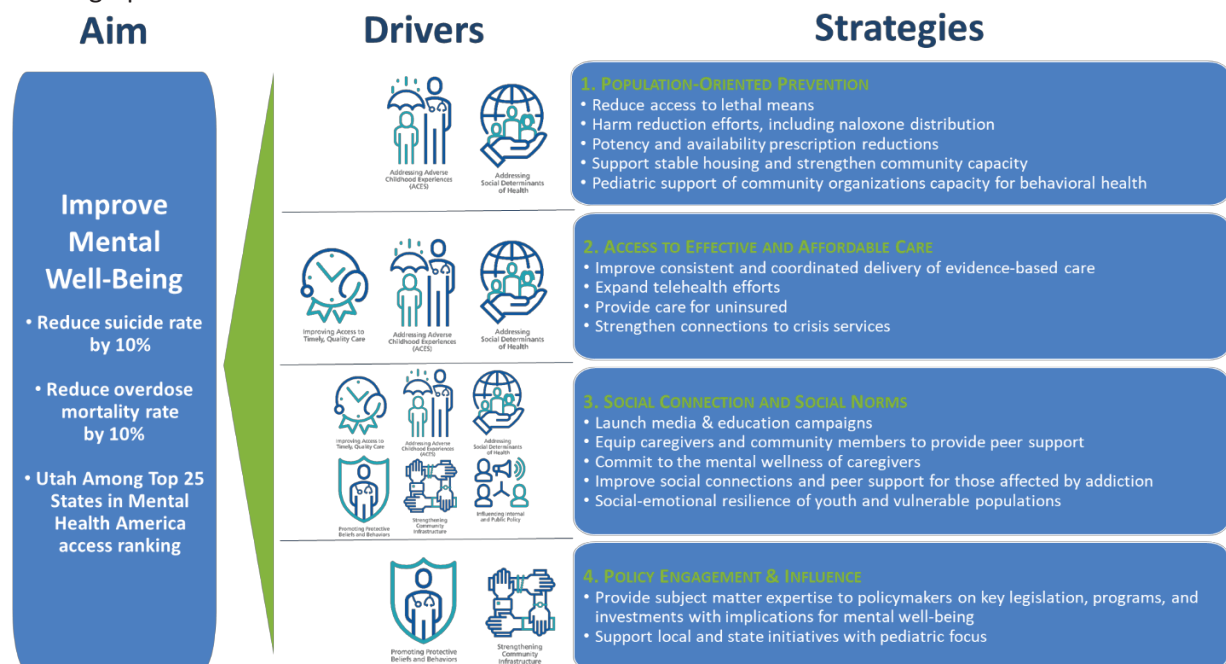 Aim
Drivers
Strategies
Improve
Mental
Well-Being
• Reduce suicide rate
by 10%
• Reduce overdose
mortality rate
by 10%
• Utah Among Top 25
States in Mental
Health America
access ranking
Addressing Adverse
Childhood Experiences
(ACES)
Addressing
Social Determinants
of Health
1. Population-Oriented Prevention
• Reduce access to lethal means
• Harm reduction efforts, including naloxone distribution
• Potency and availability prescription reductions
• Support stable housing and strengthen community capacity
• Pediatric support of community organizations capacity for behavioral health
Improving Access to
Timely, Quality Care
Addressing Adverse
Childhood Experiences
(ACES)
Addressing
Social Determinants
of Health
2. Access to Effective and Affordable Care
• Improve consistent and coordinated delivery of evidence-based care
• Expand telehealth efforts
• Provide care for uninsured
• Strengthen connections to crisis services
Improving Access to
Timely, Quality Care
Addressing Adverse
Childhood Experiences
(ACES)
Addressing
Social Determinants
of Health
Promoting Protective
Beliefs and Behaviors
Strengthening
Community
Infrastructure
Influencing Internal
and Public Policy
3. Social Connection and Social Norms
• Launch media & education campaigns
• Equip caregivers and community members to provide peer support
• Commit to the mental wellness of caregivers
• Improve social connections and peer support for those affected by addiction
• Social-emotional resilience of youth and vulnerable populations
Promoting Protective
Beliefs and Behaviors
Strengthening
Community
Infrastructure
4. Policy Engagement & Influence
• Provide subject matter expertise to policymakers on key legislation, programs, and
investments with implications for mental well-being
• Support local and state initiatives with pediatric focus